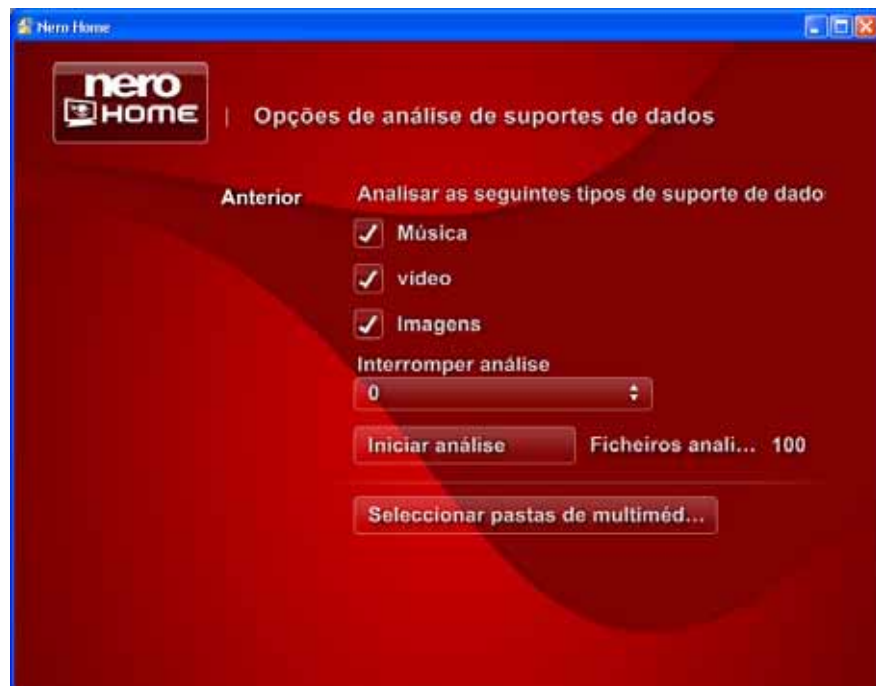 Nero Home
nero
HOME
| Opções de análise de suportes de dados
Anterior
Analisar as seguintes tipos de suporte de dado
Música
vídeo
Imagens
Interromper análise
0
Iniciar análise
Ficheiros anali... 100
Seleccionar pastas de multiméd...